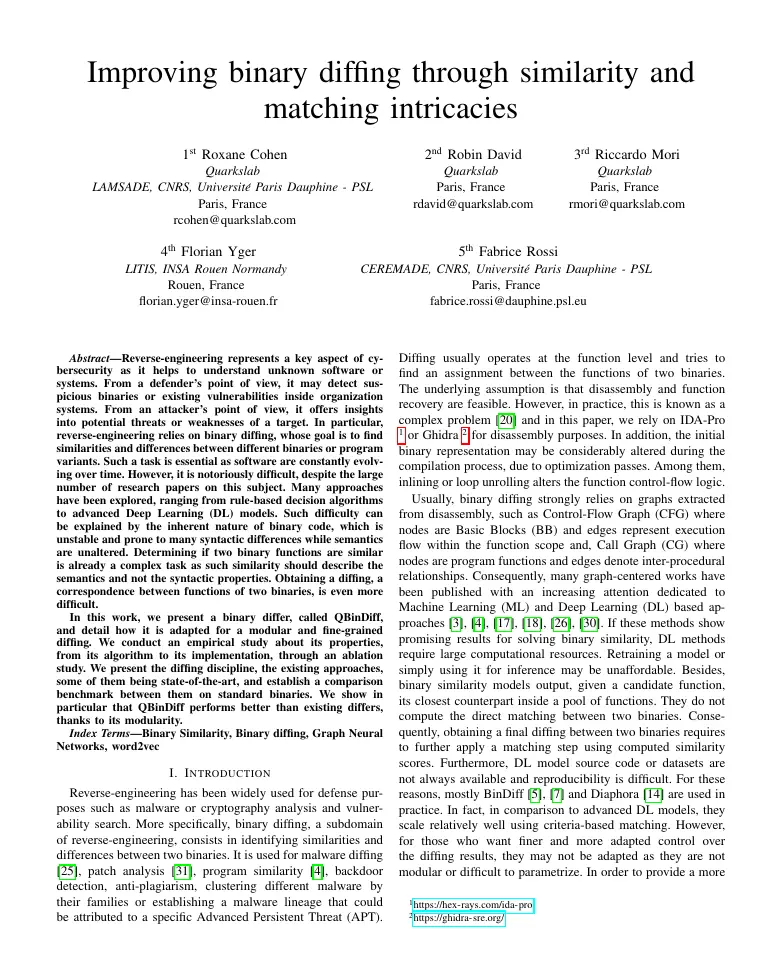 Improving binary diffing through similarity and
matching intricacies
1st Roxane Cohen
Quarkslab
LAMSADE, CNRS, Université Paris Dauphine - PSL
Paris, France
rcohen@quarkslab.com
2nd Robin David
Quarkslab
Paris, France
rdavid@quarkslab.com
3rd Riccardo Mori
Quarkslab
Paris, France
rmori@quarkslab.com
4th Florian Yger
LITIS, INSA Rouen Normandy
Rouen, France
florian.yger@insa-rouen.fr
5th Fabrice Rossi
CEREMADE, CNRS, Université Paris Dauphine - PSL
Paris, France
fabrice.rossi@dauphine.psl.eu
Abstract—Reverse-engineering represents a key aspect of cy-
bersecurity as it helps to understand unknown software or
systems. From a defender's point of view, it may detect sus-
picious binaries or existing vulnerabilities inside organization
systems. From an attacker's point of view, it offers insights
into potential threats or weaknesses of a target. In particular,
reverse-engineering relies on binary diffing, whose goal is to find
similarities and differences between different binaries or program
variants. Such a task is essential as software are constantly evolv-
ing over time. However, it is notoriously difficult, despite the large
number of research papers on this subject. Many approaches
have been explored, ranging from rule-based decision algorithms
to advanced Deep Learning (DL) models. Such difficulty can
be explained by the inherent nature of binary code, which is
unstable and prone to many syntactic differences while semantics
are unaltered. Determining if two binary functions are similar
is already a complex task as such similarity should describe the
semantics and not the syntactic properties. Obtaining a diffing, a
correspondence between functions of two binaries, is even more
difficult.
In this work, we present a binary differ, called QBinDiff,
and detail how it is adapted for a modular and fine-grained
diffing. We conduct an empirical study about its properties,
from its algorithm to its implementation, through an ablation
study. We present the diffing discipline, the existing approaches,
some of them being state-of-the-art, and establish a comparison
benchmark between them on standard binaries. We show in
particular that QBinDiff performs better than existing differs,
thanks to its modularity.
Index Terms—Binary Similarity, Binary diffing, Graph Neural
Networks, word2vec
I. INTRODUCTION
Reverse-engineering has been widely used for defense pur-
poses such as malware or cryptography analysis and vulner-
ability search. More specifically, binary diffing, a subdomain
of reverse-engineering, consists in identifying similarities and
differences between two binaries. It is used for malware diffing
[25], patch analysis [31], program similarity [4], backdoor
detection, anti-plagiarism, clustering different malware by
their families or establishing a malware lineage that could
be attributed to a specific Advanced Persistent Threat (APT).
Diffing usually operates at the function level and tries to
find an assignment between the functions of two binaries.
The underlying assumption is that disassembly and function
recovery are feasible. However, in practice, this is known as a
complex problem [20] and in this paper, we rely on IDA-Pro
1 or Ghidra 2 for disassembly purposes. In addition, the initial
binary representation may be considerably altered during the
compilation process, due to optimization passes. Among them,
inlining or loop unrolling alters the function control-flow logic.
Usually, binary diffing strongly relies on graphs extracted
from disassembly, such as Control-Flow Graph (CFG) where
nodes are Basic Blocks (BB) and edges represent execution
flow within the function scope and, Call Graph (CG) where
nodes are program functions and edges denote inter-procedural
relationships. Consequently, many graph-centered works have
been published with an increasing attention dedicated to
Machine Learning (ML) and Deep Learning (DL) based ap-
proaches [3], [4], [17], [18], [26], [30]. If these methods show
promising results for solving binary similarity, DL methods
require large computational resources. Retraining a model or
simply using it for inference may be unaffordable. Besides,
binary similarity models output, given a candidate function,
its closest counterpart inside a pool of functions. They do not
compute the direct matching between two binaries. Conse-
quently, obtaining a final diffing between two binaries requires
to further apply a matching step using computed similarity
scores. Furthermore, DL model source code or datasets are
not always available and reproducibility is difficult. For these
reasons, mostly BinDiff [5], [7] and Diaphora [14] are used in
practice. In fact, in comparison to advanced DL models, they
scale relatively well using criteria-based matching. However,
for those who want finer and more adapted control over
the diffing results, they may not be adapted as they are not
modular or difficult to parametrize. In order to provide a more
1https://hex-rays.com/ida-pro
2https://ghidra-sre.org/